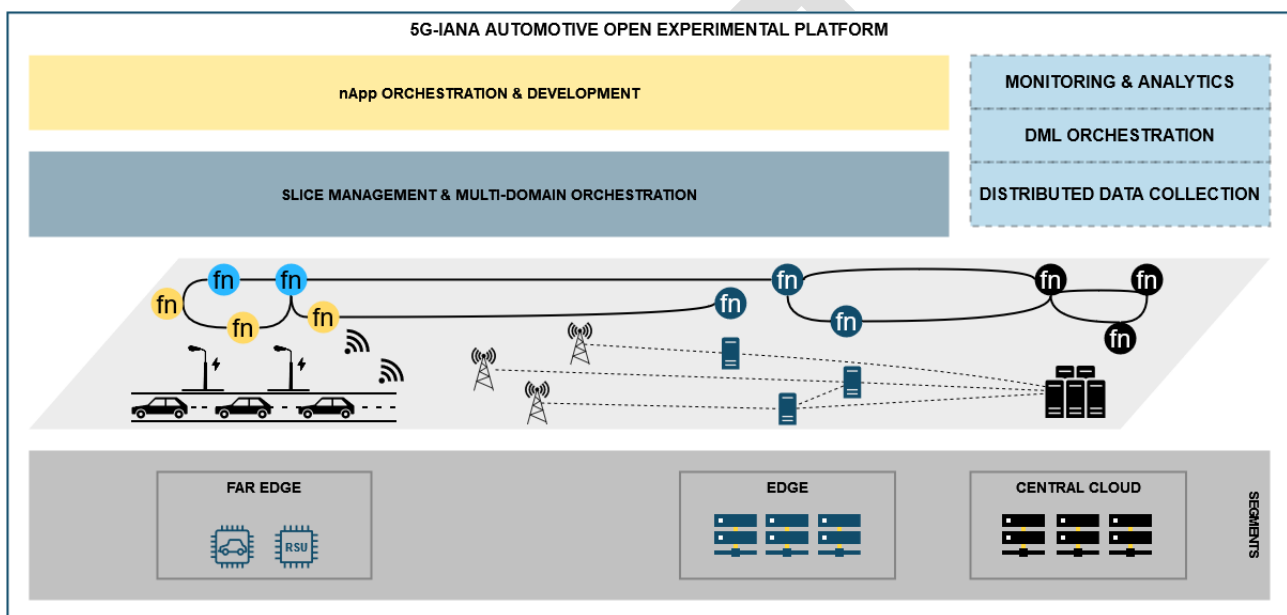 5G-IANA AUTOMOTIVE OPEN EXPERIMENTAL PLATFORM
nApp ORCHESTRATION & DEVELOPMENT
MONITORING & ANALYTICS
DML ORCHESTRATION
SLICE MANAGEMENT & MULTI-DOMAIN ORCHESTRATION
DISTRIBUTED DATA COLLECTION
fn fn fn fn fn
fn fn fn
fn fn fn
FAR EDGE
EDGE
CENTRAL CLOUD
RSU
SEGMENTS